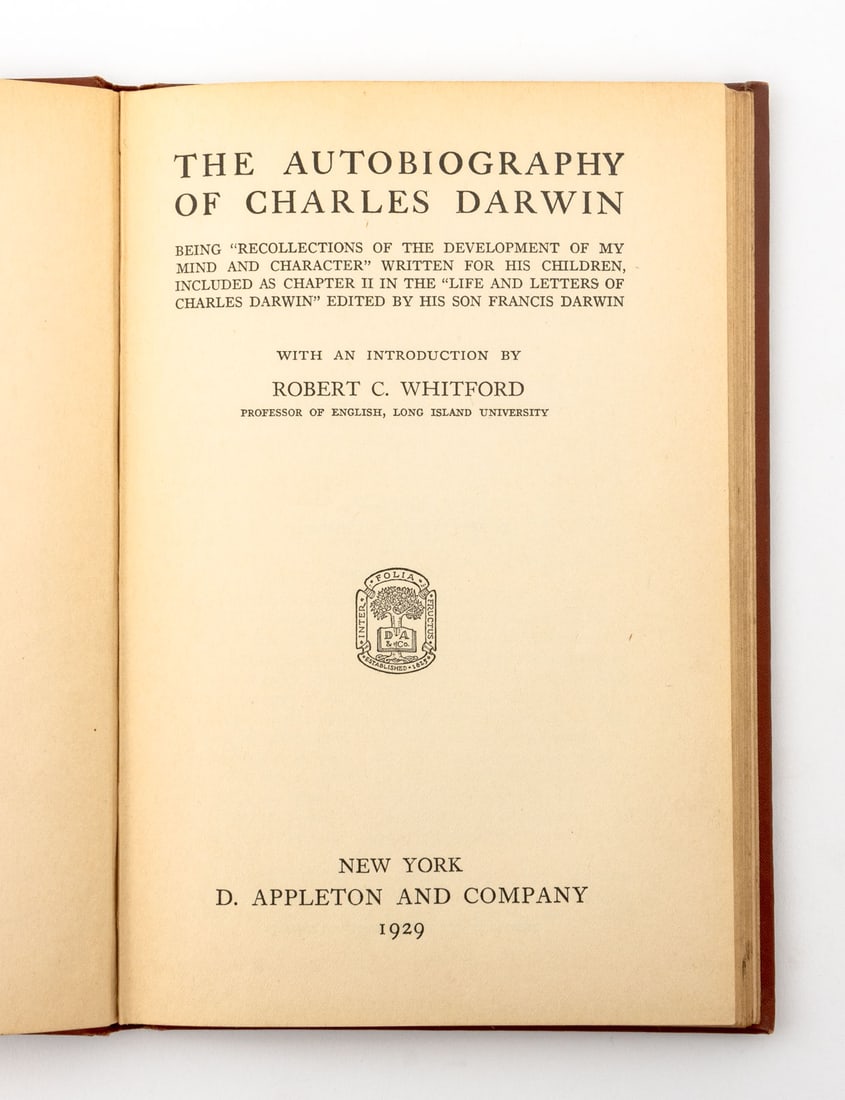 THE AUTOBIOGRAPHY
OF CHARLES DARWIN
BEING “RECOLLECTIONS OF THE DEVELOPMENT OF MY
MIND AND CHARACTER” WRITTEN FOR HIS CHILDREN,
INCLUDED AS CHAPTER II IN THE “LIFE AND LETTERS OF
CHARLES DARWIN” EDITED BY HIS SON FRANCIS DARWIN
WITH AN INTRODUCTION BY
ROBERT C. WHITFORD
PROFESSOR OF ENGLISH, LONG ISLAND UNIVERSITY
INTER
FOLIA
FRUCTUS
D A
& Co.
ESTABLISHED • 1825
NEW YORK
D. APPLETON AND COMPANY
1929